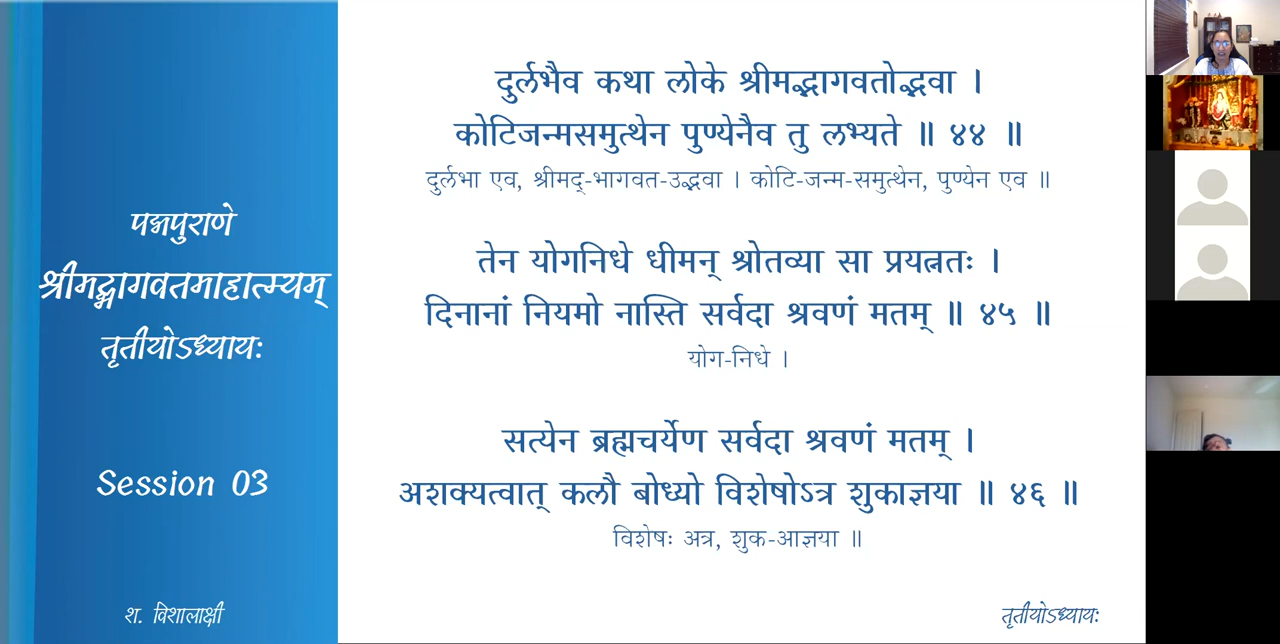 पद्मपुराणे
श्रीमद्भागवतमाहात्म्यम्
तृतीयोऽध्यायः
Session 03
श. विशालाक्षी
दुर्लभैव कथा लोके श्रीमद्भागवतोद्भवा ।
कोटिजन्मसमुत्थेन पुण्येनैव तु लभ्यते ॥ ४४ ॥
दुर्लभा एव, श्रीमद्-भागवत-उद्भवा । कोटि-जन्म-समुत्थेन, पुण्येन एव ॥
तेन योगनिधे धीमन् श्रोतव्या सा प्रयत्नतः ।
दिनानां नियमो नास्ति सर्वदा श्रवणं मतम् ॥ ४५ ॥
योग-निधे ।
सत्येन ब्रह्मचर्येण सर्वदा श्रवणं मतम् ।
अशक्यत्वात् कलौ बोध्यो विशेषोऽत्र शुकाज्ञया ॥ ४६ ॥
विशेषः अत्र, शुक-आज्ञया ॥
तृतीयोऽध्यायः